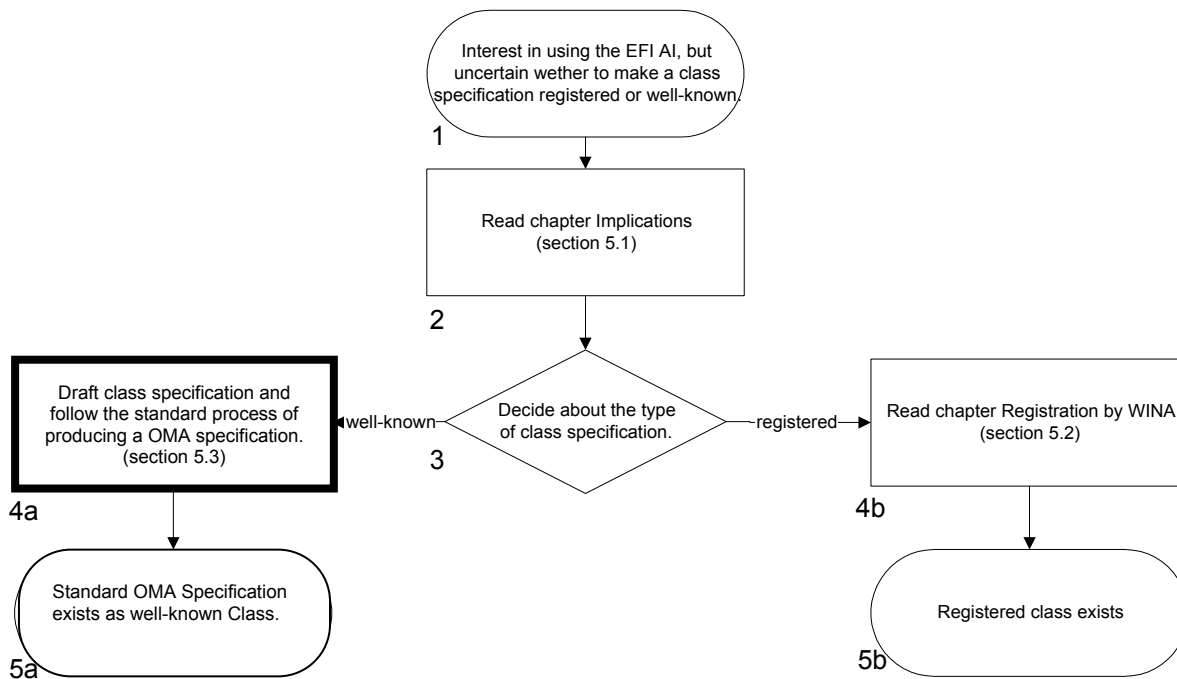 Interest in using the EFI AI, but
uncertain wether to make a class
specification registered or well-known.
1
Read chapter Implications
(section 5.1)
2
Decide about the type
of class specification.
3
well-known
registered
Draft class specification and
follow the standard process of
producing a OMA specification.
(section 5.3)
4a
Read chapter Registration by WINA
(section 5.2)
4b
Standard OMA Specification
exists as well-known Class.
5a
Registered class exists
5b